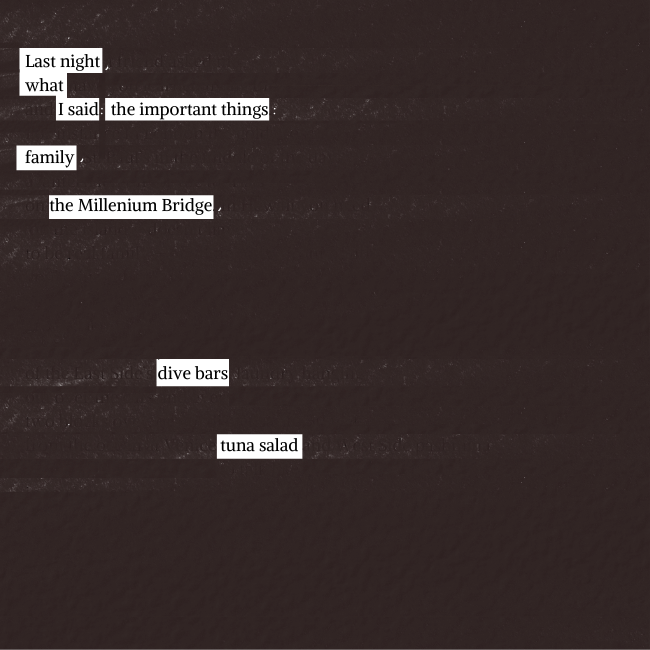 Last night,
what
I said: the important things:
family,
the Millenium Bridge,
dive bars
tuna salad